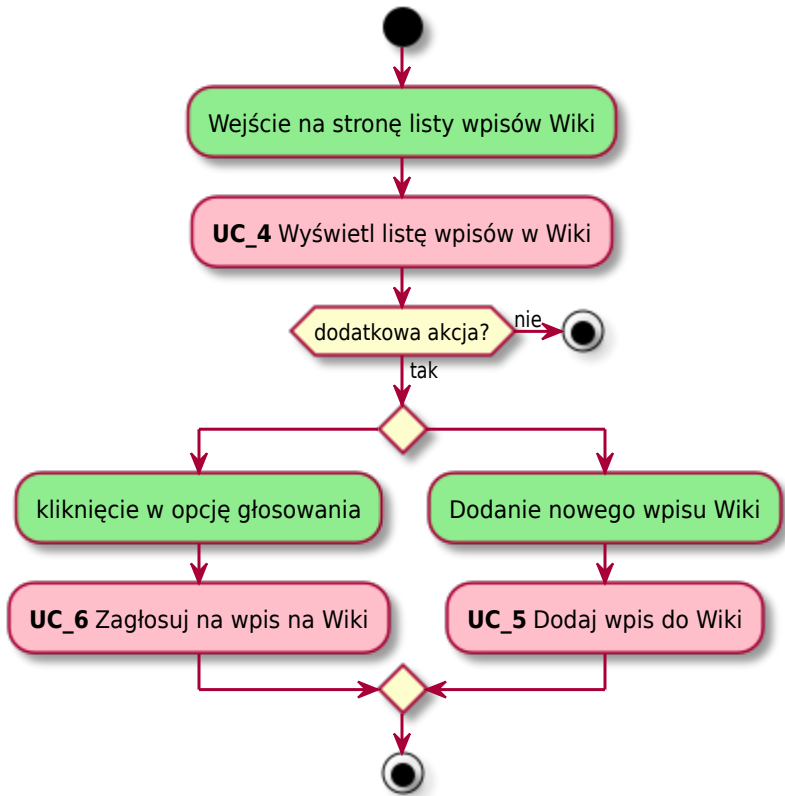 Wejście na stronę listy wpisów Wiki
UC_4 Wyświetl listę wpisów w Wiki
dodatkowa akcja?
nie
tak
kliknięcie w opcję głosowania
Dodanie nowego wpisu Wiki
UC_6 Zagłosuj na wpis na Wiki
UC_5 Dodaj wpis do Wiki